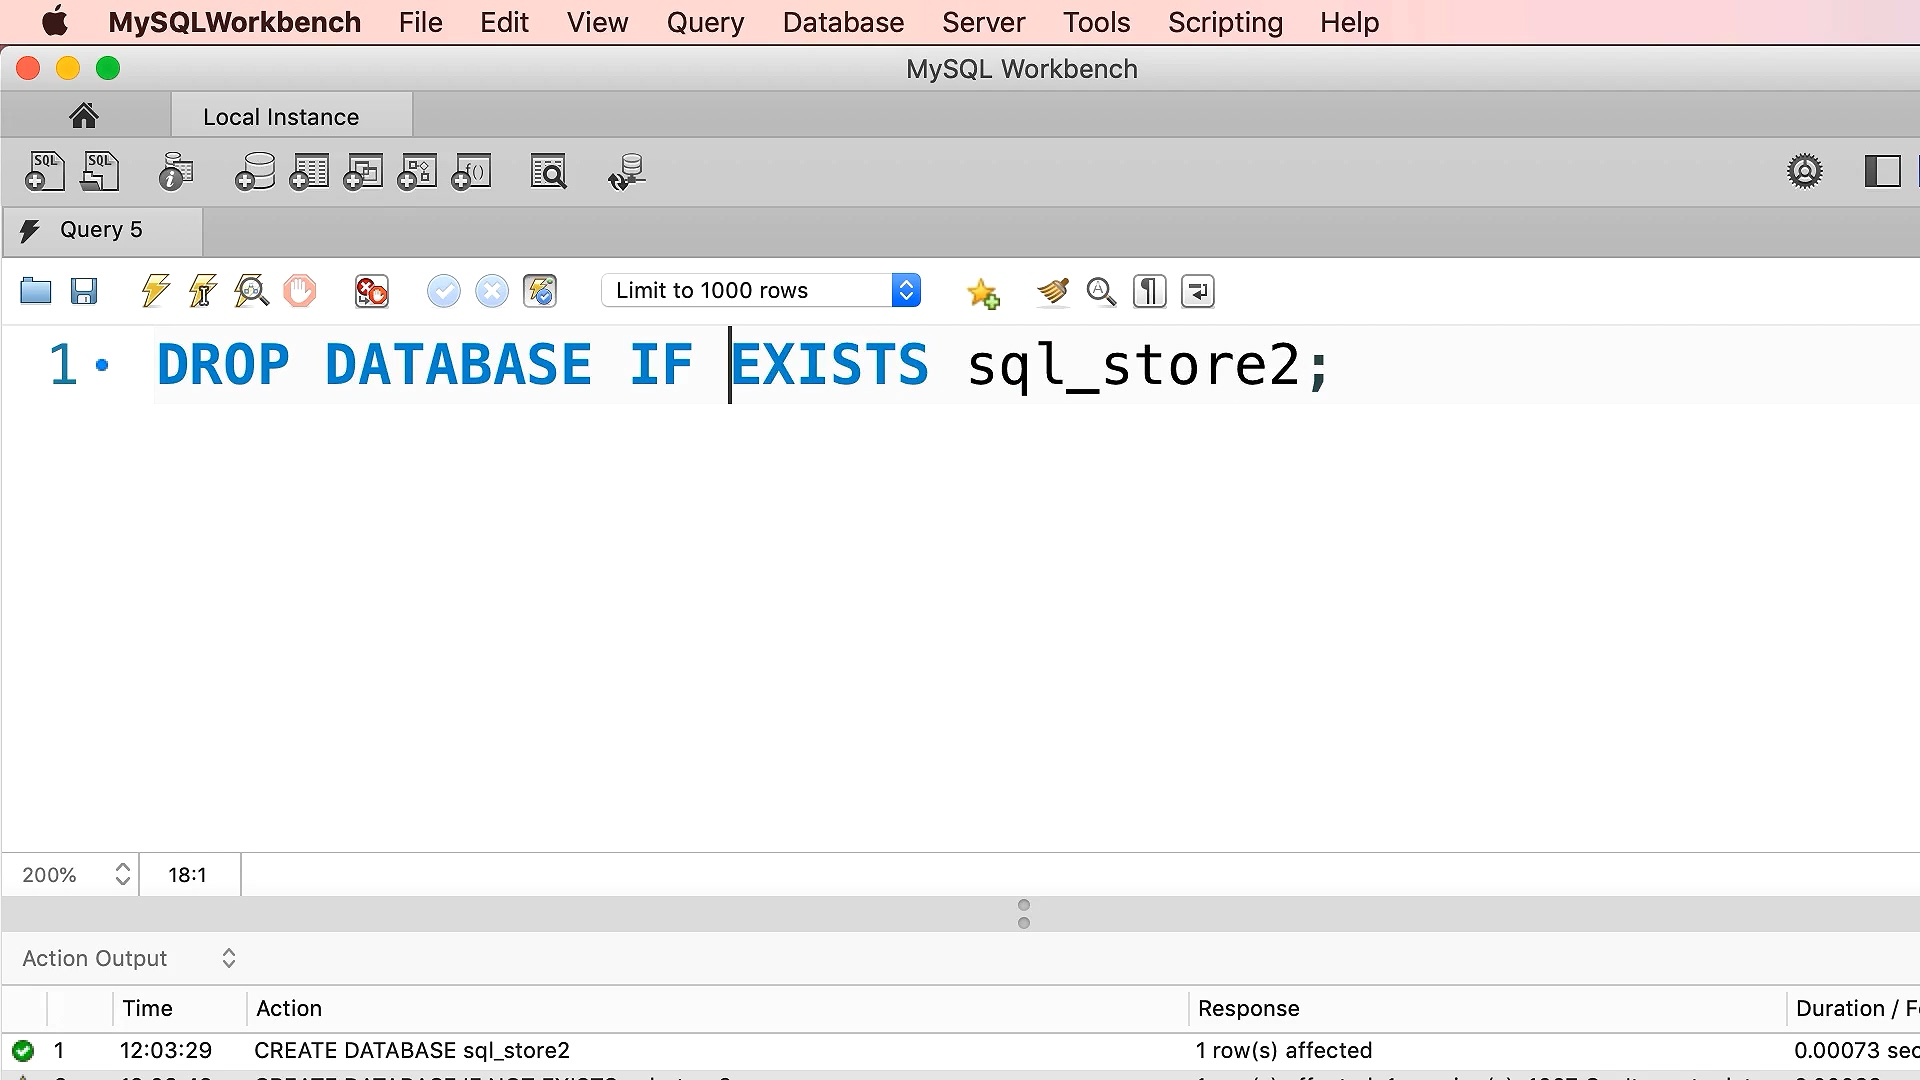 MySQLWorkbench File Edit View Query Database Server Tools Scripting Help
MySQL Workbench
Local Instance
SQL SQL
Query 5
Limit to 1000 rows
1 DROP DATABASE IF EXISTS sql_store2;
200% 18:1
Action Output
Time Action Response Duration / F
1 12:03:29 CREATE DATABASE sql_store2 1 row(s) affected 0.00073 sec